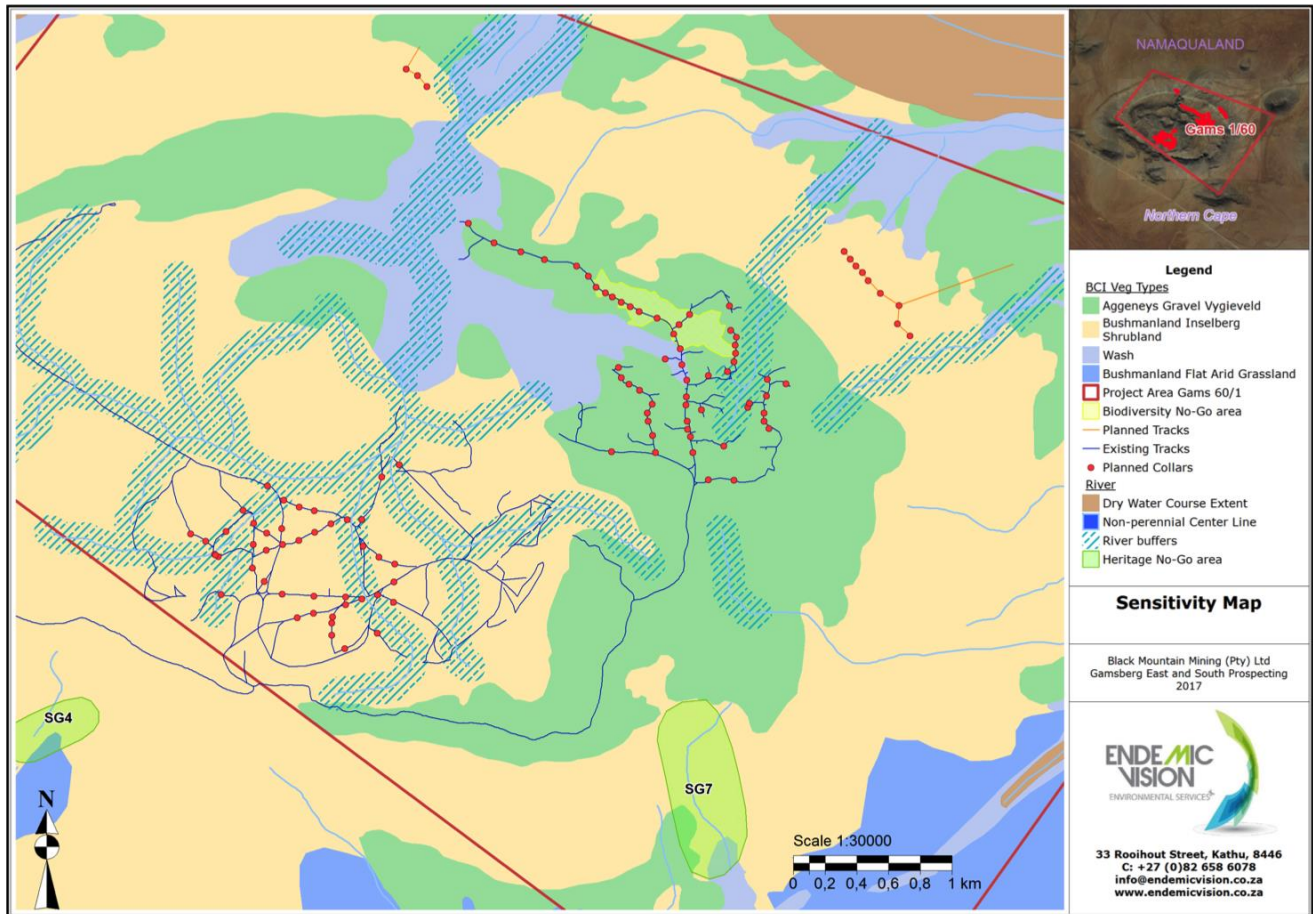 NAMAQUALAND
Gams 1/60
Northern Cape
Legend
BCI Veg Types
Aggeneys Gravel Vygieveld
Bushmanland Inselberg
Shrubland
Wash
Bushmanland Flat Arid Grassland
Project Area Gams 60/1
Biodiversity No-Go area
Planned Tracks
Existing Tracks
Planned Collars
River
Dry Water Course Extent
Non-perennial Center Line
River buffers
Heritage No-Go area
Sensitivity Map
Black Mountain Mining (Pty) Ltd
Gamsberg East and South Prospecting
2017
ENDEMIC
VISION
ENVIRONMENTAL SERVICES
33 Rooihout Street, Kathu, 8446
C: +27 (0)82 658 6078
info@endemicvision.co.za
www.endemicvision.co.za
SG4
SG7
N
Scale 1:30000
0 0,2 0,4 0,6 0,8 1 km